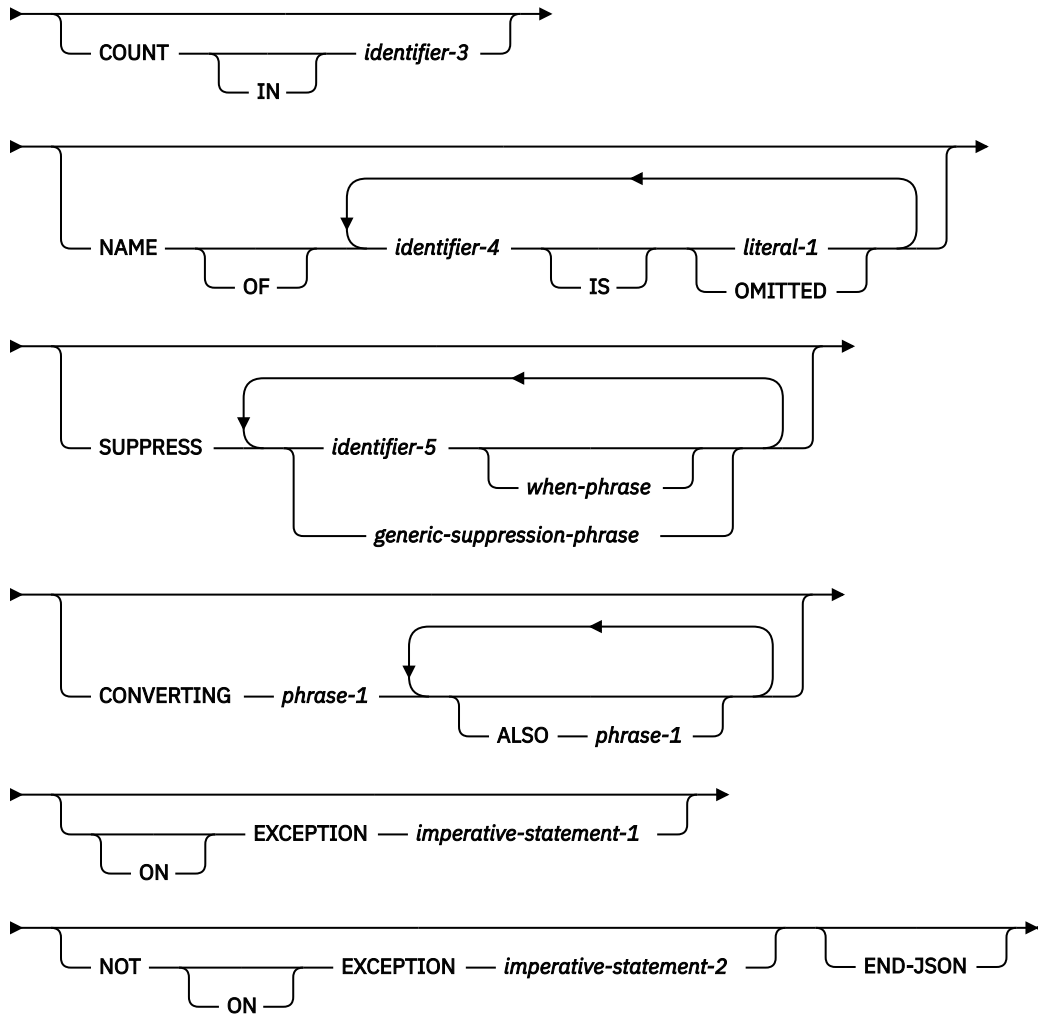 COUNT identifier-3
IN
NAME identifier-4 literal-1
OF IS OMITTED
SUPPRESS identifier-5
when-phrase
generic-suppression-phrase
CONVERTING phrase-1
ALSO phrase-1
EXCEPTION imperative-statement-1
ON
NOT EXCEPTION imperative-statement-2 END-JSON
ON